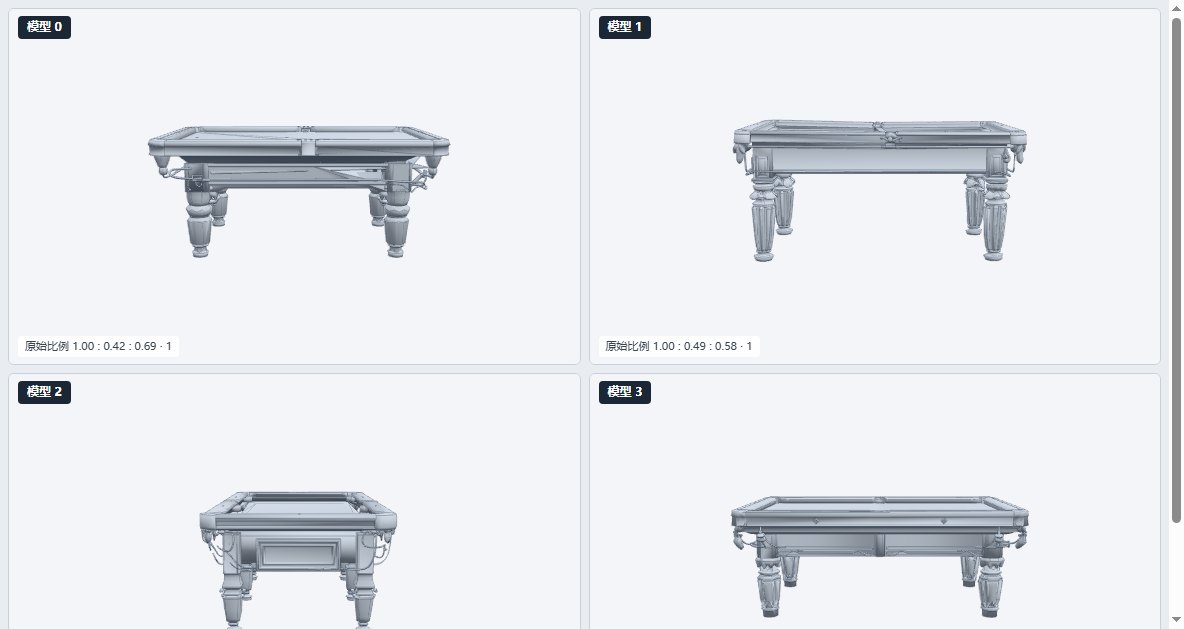 模型 0
模型 1
原始比例 1.00 : 0.42 : 0.69 · 1
原始比例 1.00 : 0.49 : 0.58 · 1
模型 2
模型 3